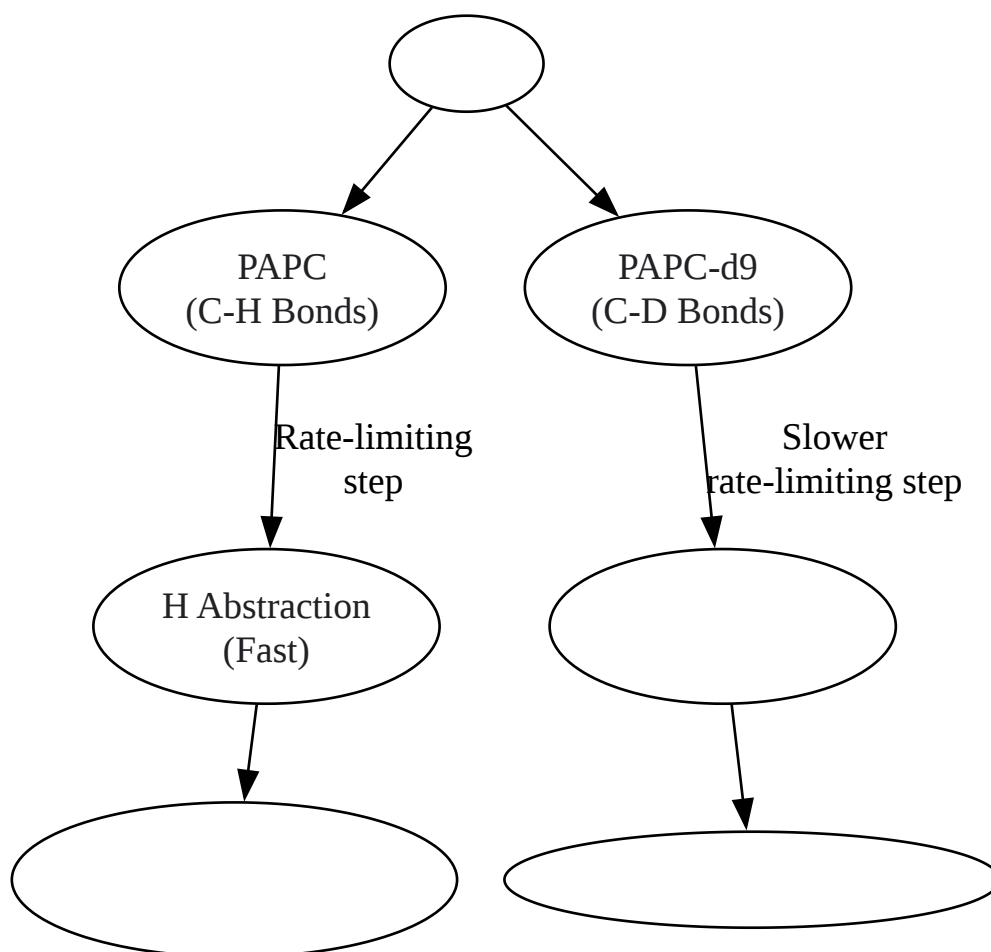 PAPC
(C-H Bonds)
PAPC-d9
(C-D Bonds)
Rate-limiting
step
Slower
rate-limiting step
H Abstraction
(Fast)